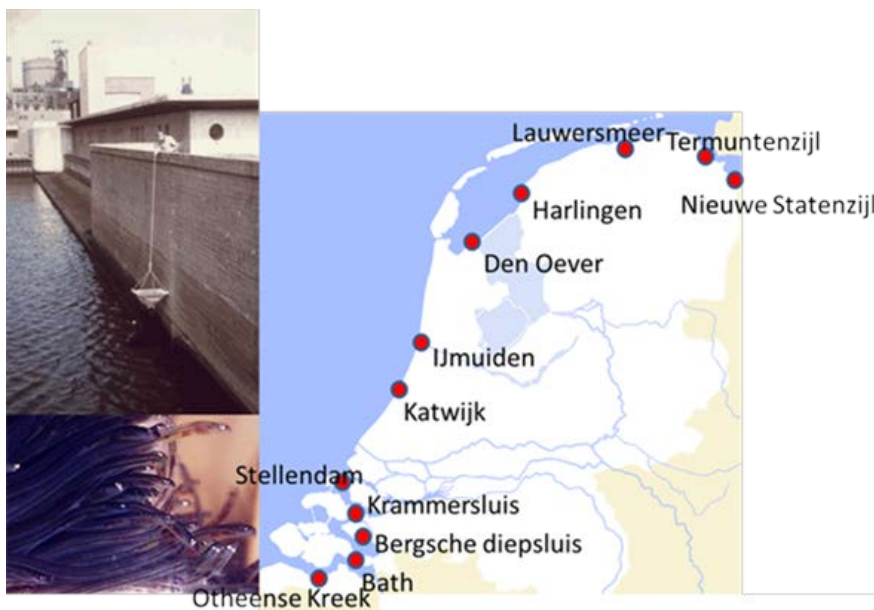 Lauwersmeer
Termuntenzijl
Harlingen
Nieuwe Statenzijl
Den Oever
IJmuiden
Katwijk
Stellendam
Krammersluis
Bergsche diepsluis
Bath
Otheense Kreek